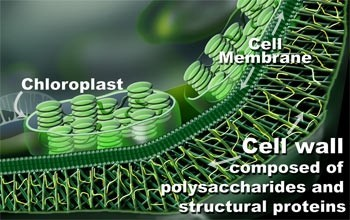 Cell
Membrane
Chloroplast
Cell wall
composed of
polysaccharides and
structural proteins